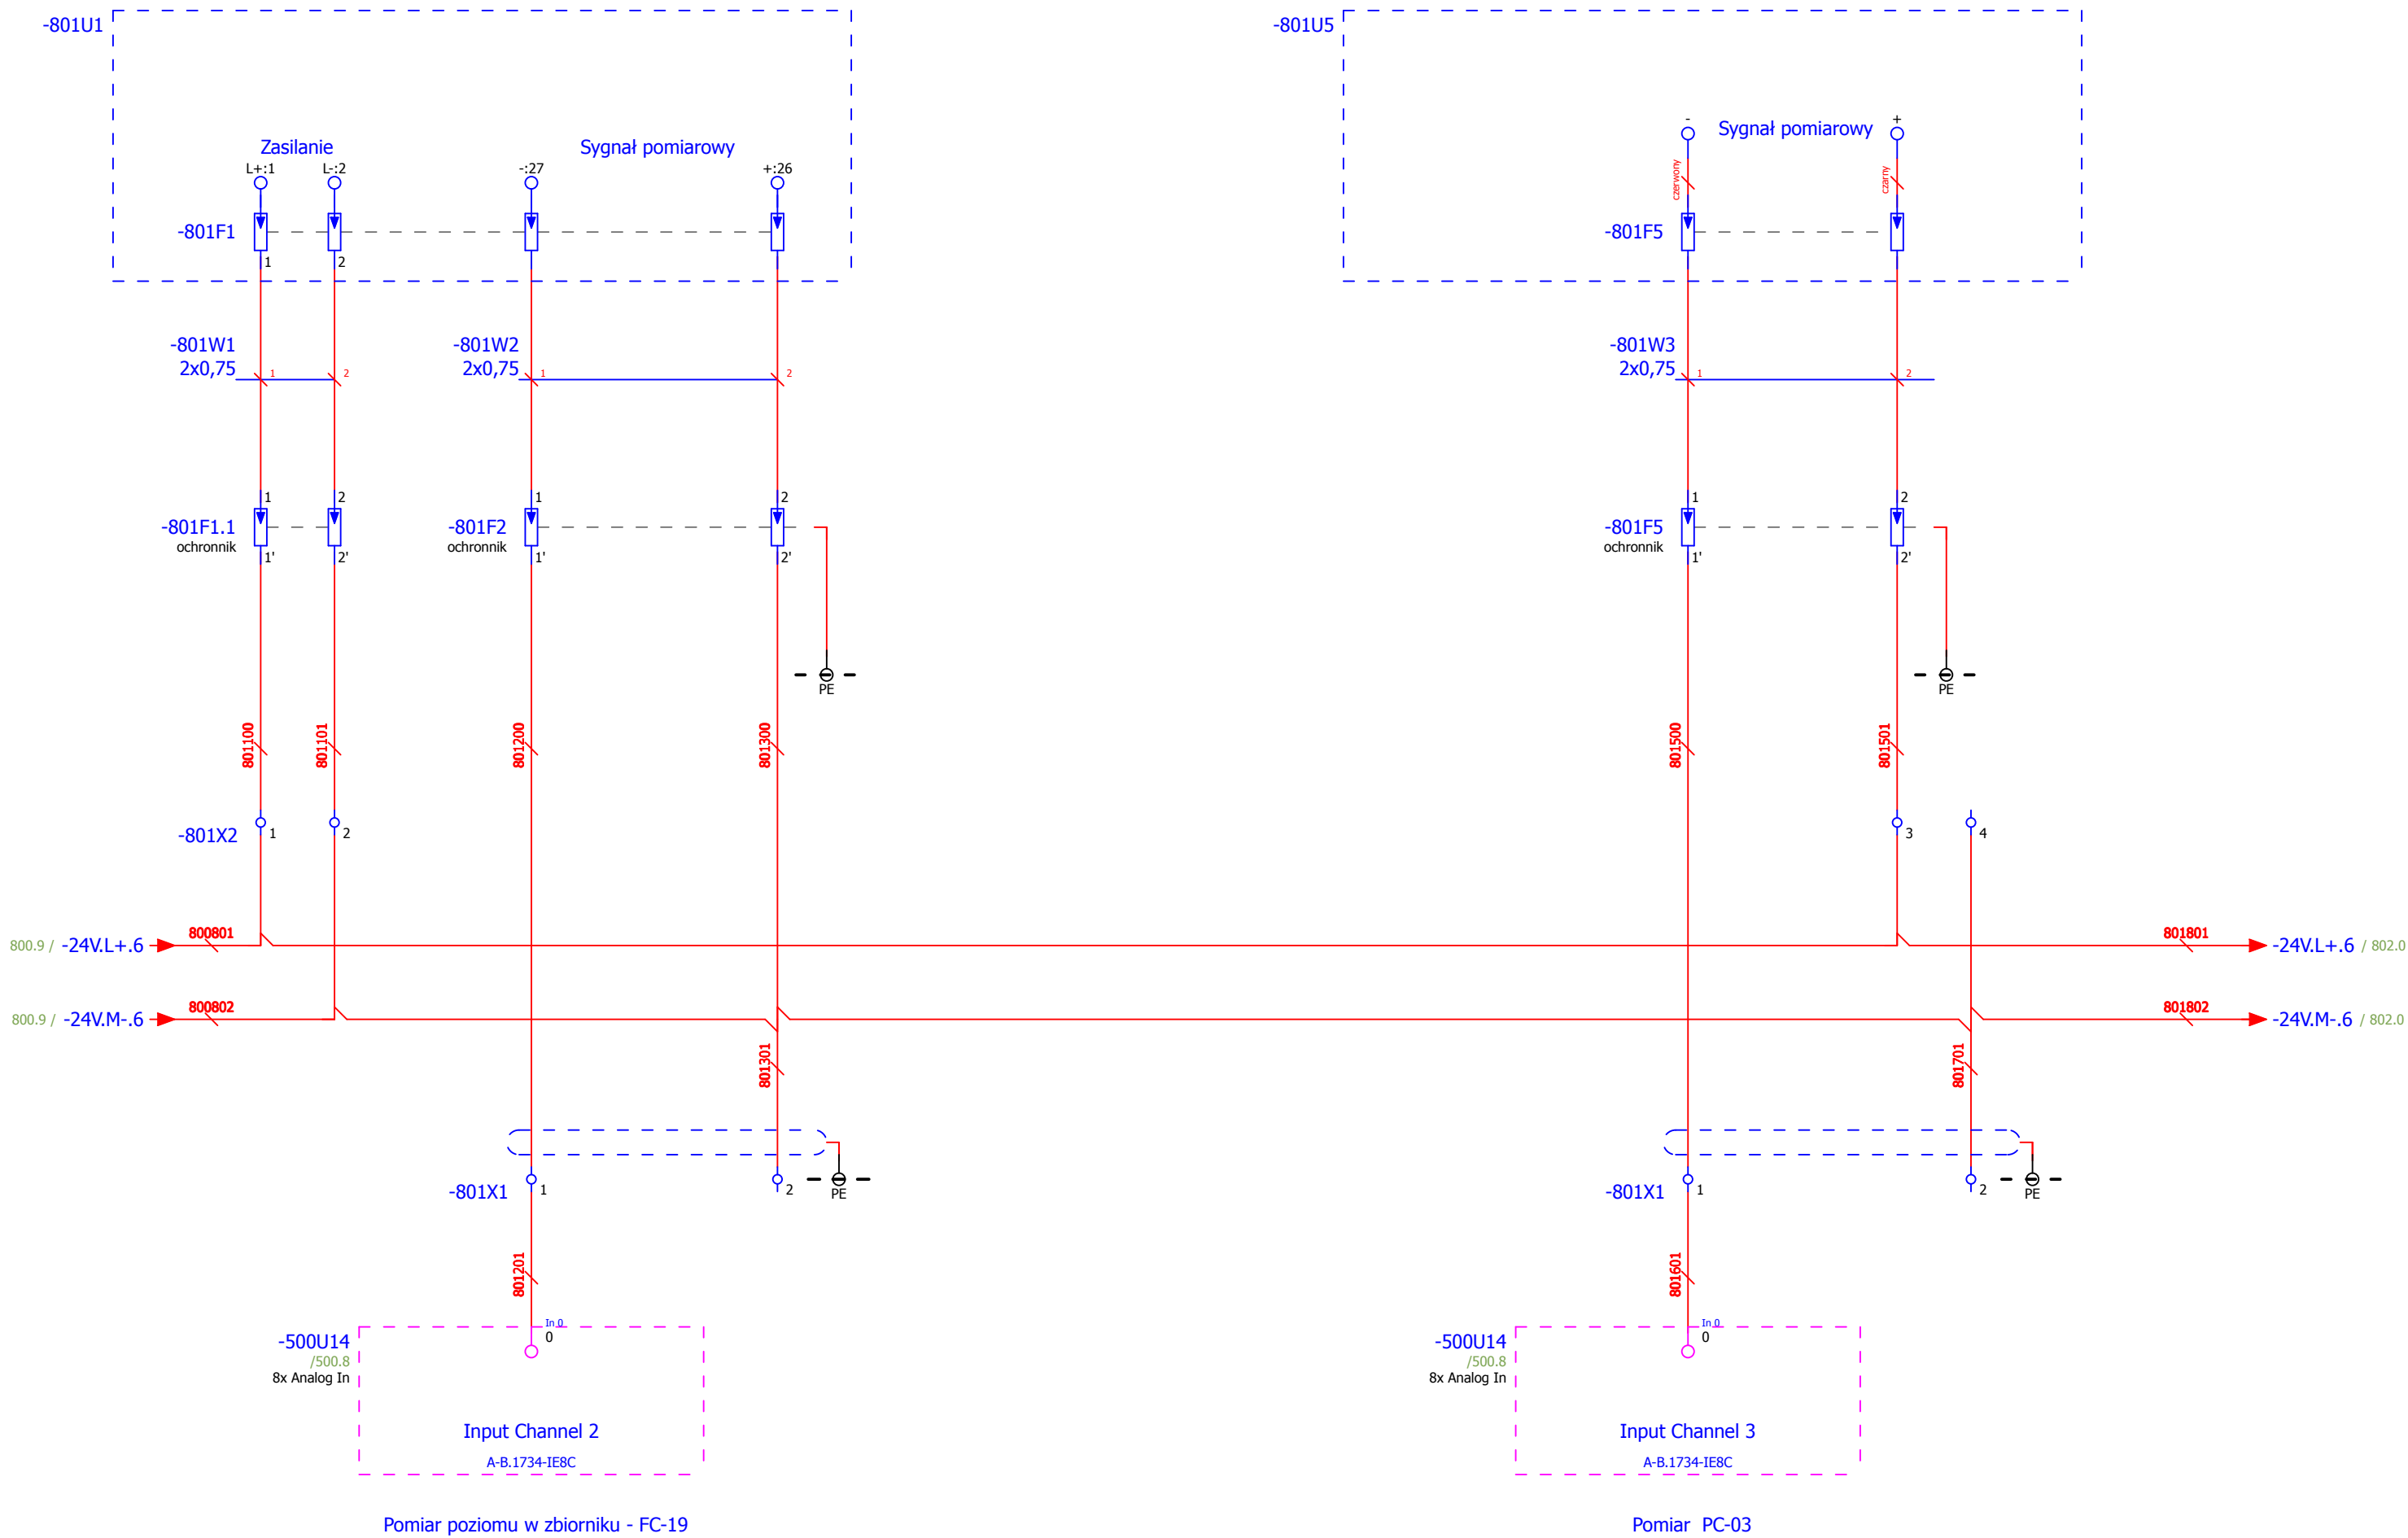 -801U1
-801U5
Zasilanie
Sygnał pomiarowy
L+:1
L-:2
-:27
+:26
Sygnał pomiarowy
-
+
czerwony
czarny
-801F1
1
2
-801F5
-801W1
2x0,75
1
2
-801W2
2x0,75
1
2
-801W3
2x0,75
1
2
-801F1.1
ochronnik
1
2
1'
2'
-801F2
ochronnik
1
2
1'
2'
PE
-801F5
ochronnik
1
2
1'
2'
PE
801100
801101
801200
801300
801500
801501
-801X2
1
2
3
4
800.9 / -24V.L+.6
800801
801801
-24V.L+.6 / 802.0
800.9 / -24V.M-.6
800802
801802
-24V.M-.6 / 802.0
801301
801701
-801X1
1
2
PE
-801X1
1
2
PE
801201
801601
-500U14
/500.8
8x Analog In
In 0
0
Input Channel 2
A-B.1734-IE8C
-500U14
/500.8
8x Analog In
In 0
0
Input Channel 3
A-B.1734-IE8C
Pomiar poziomu w zbiorniku - FC-19
Pomiar PC-03